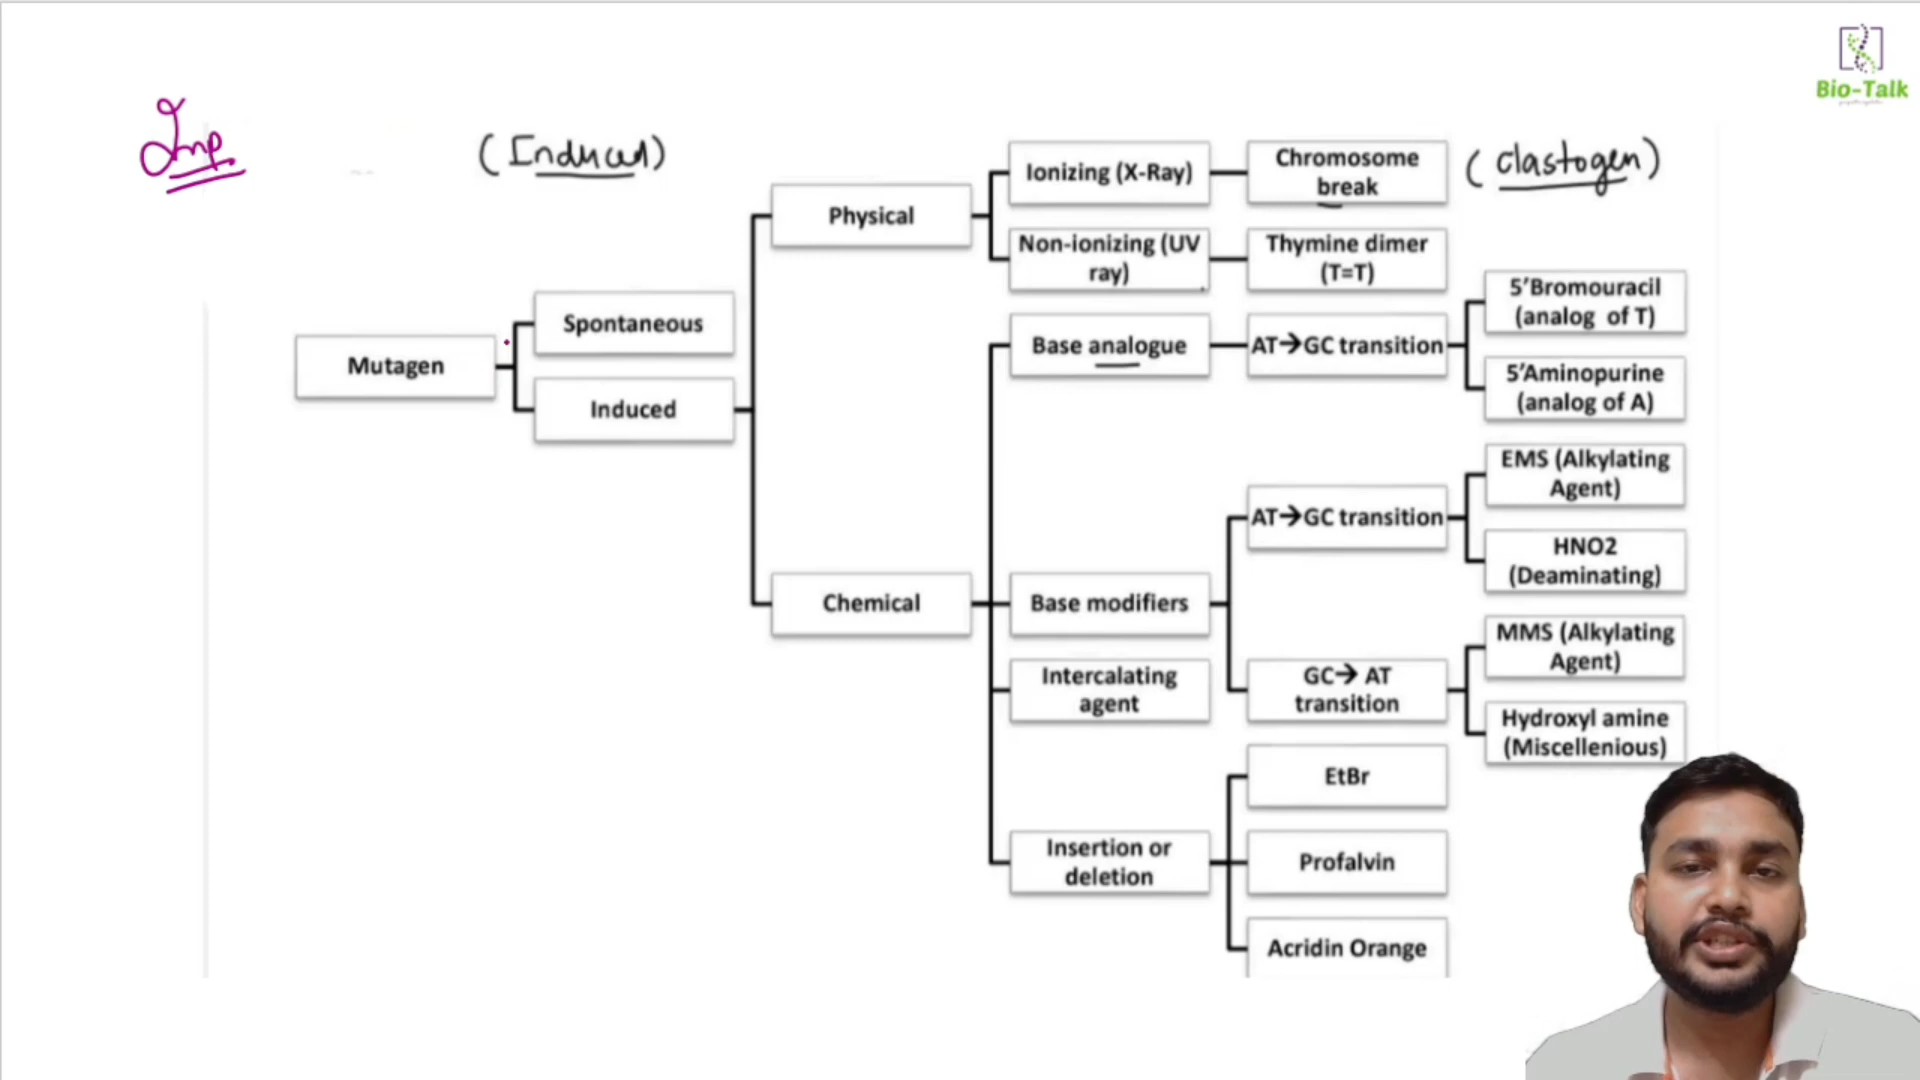 Bio-Talk
Imp
(Induced)
Mutagen
Spontaneous
Induced
Physical
Chemical
Ionizing (X-Ray)
Chromosome
break
(clastogen)
Non-ionizing (UV
ray)
Thymine dimer
(T=T)
Base analogue
AT→GC transition
5’Bromouracil
(analog of T)
5’Aminopurine
(analog of A)
Base modifiers
AT→GC transition
EMS (Alkylating
Agent)
HNO2
(Deaminating)
GC→ AT
transition
MMS (Alkylating
Agent)
Hydroxyl amine
(Miscellenious)
Intercalating
agent
Insertion or
deletion
EtBr
Profalvin
Acridin Orange